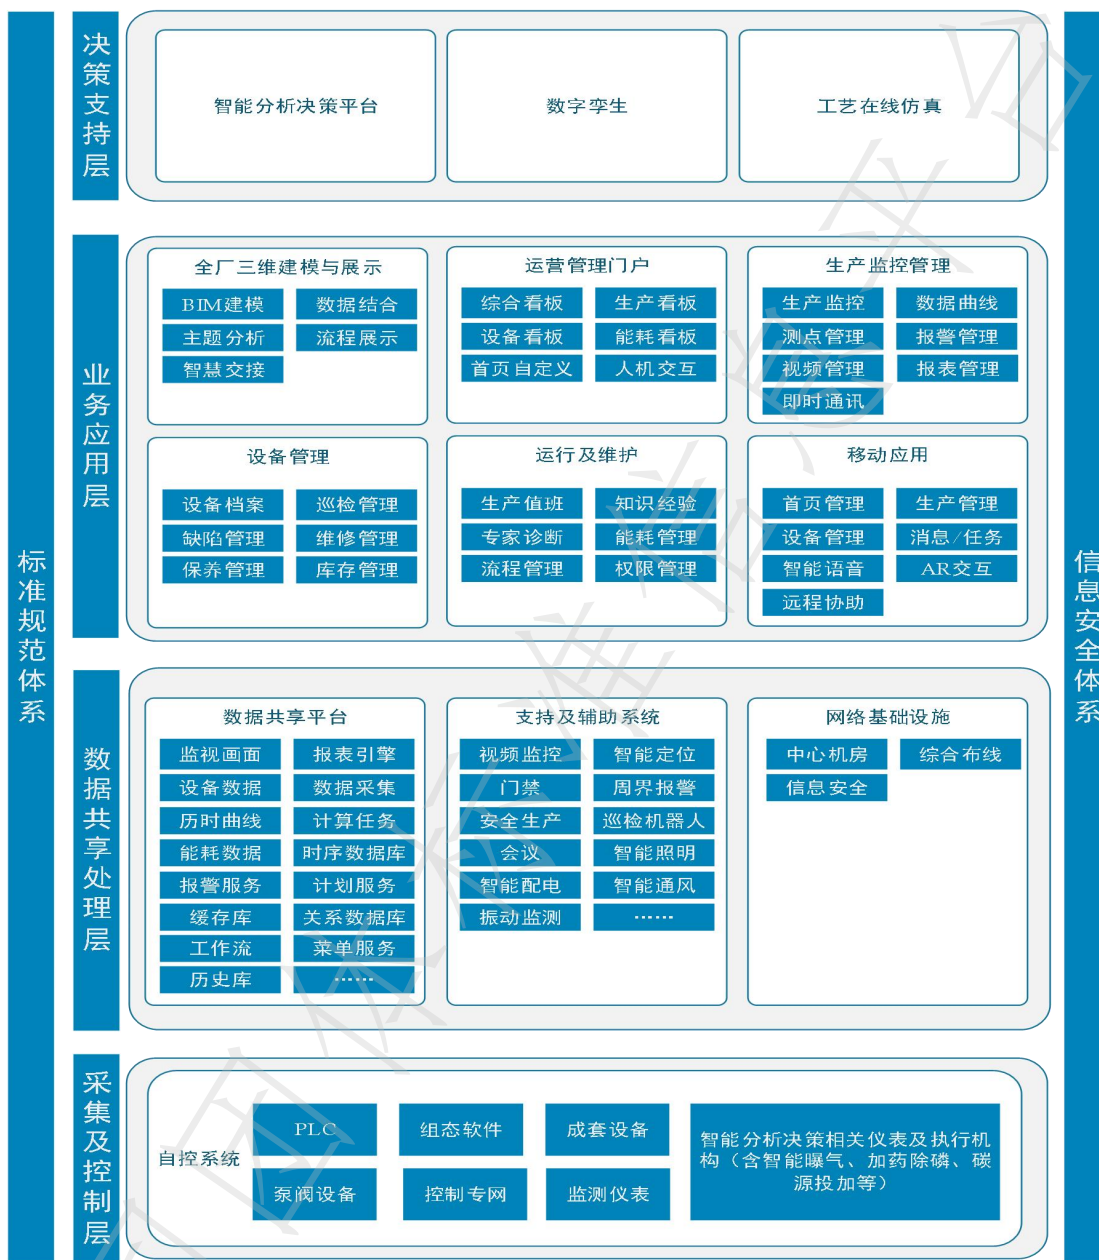 标准规范体系
决策支持层
智能分析决策平台
数字孪生
工艺在线仿真
业务应用层
全厂三维建模与展示
BIM建模 数据结合
主题分析 流程展示
智慧交接
运营管理门户
综合看板 生产看板
设备看板 能耗看板
首页自定义 人机交互
生产监控管理
生产监控 数据曲线
测点管理 报警管理
视频管理 报表管理
即时通讯
设备管理
设备档案 巡检管理
缺陷管理 维修管理
保养管理 库存管理
运行及维护
生产值班 知识经验
专家诊断 能耗管理
流程管理 权限管理
移动应用
首页管理 生产管理
设备管理 消息/任务
智能语音 AR交互
远程协助
数据共享处理层
数据共享平台
监视画面 报表引擎
设备数据 数据采集
历时曲线 计算任务
能耗数据 时序数据库
报警服务 计划服务
缓存库 关系数据库
工作流 菜单服务
历史库 ……
支持及辅助系统
视频监控 智能定位
门禁 周界报警
安全生产 巡检机器人
会议 智能照明
智能配电 智能通风
振动监测 ……
网络基础设施
中心机房 综合布线
信息安全
采集及控制层
自控系统
PLC 组态软件 成套设备
泵阀设备 控制专网 监测仪表
智能分析决策相关仪表及执行机
构（含智能曝气、加药除磷、碳
源投加等）
信息安全体系
团体标准信息平台